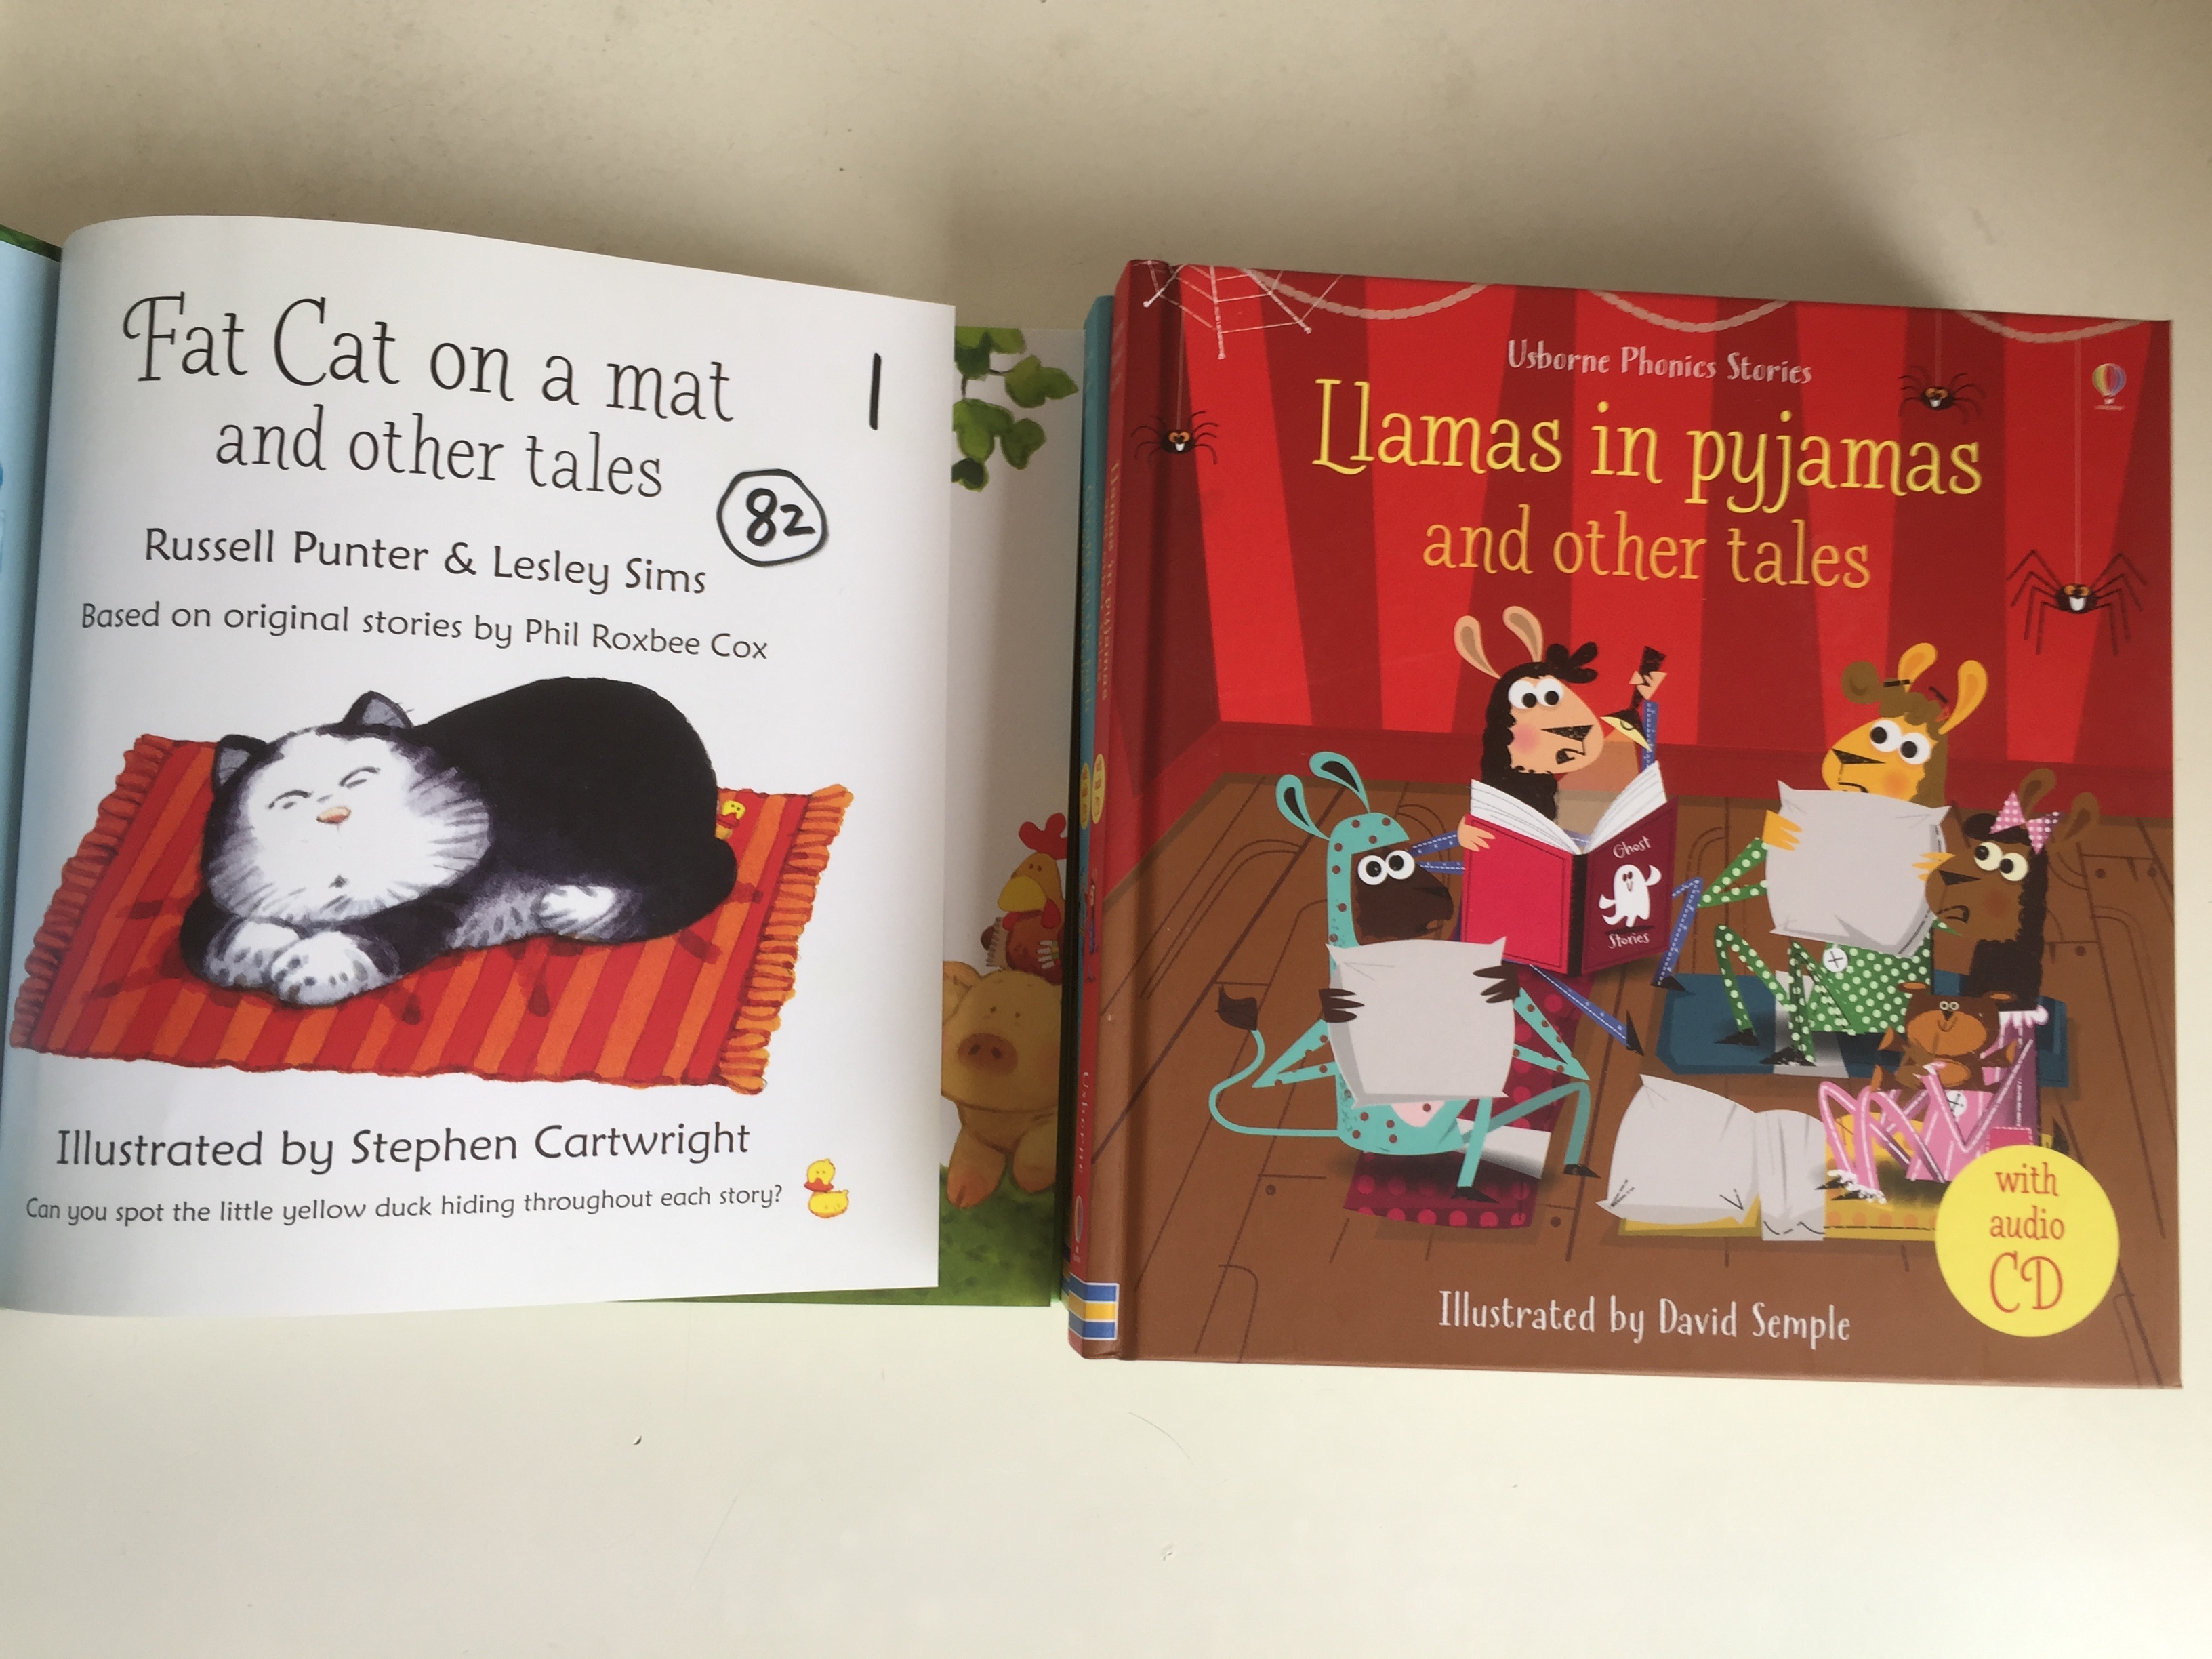 Fat Cat on a mat
and other tales
1
82
Russell Punter & Lesley Sims
Based on original stories by Phil Roxbee Cox
Illustrated by Stephen Cartwright
Can you spot the little yellow duck hiding throughout each story?
Usborne Phonics Stories
Llamas in pyjamas
and other tales
Ghost
Stories
with
audio
CD
Illustrated by David Semple